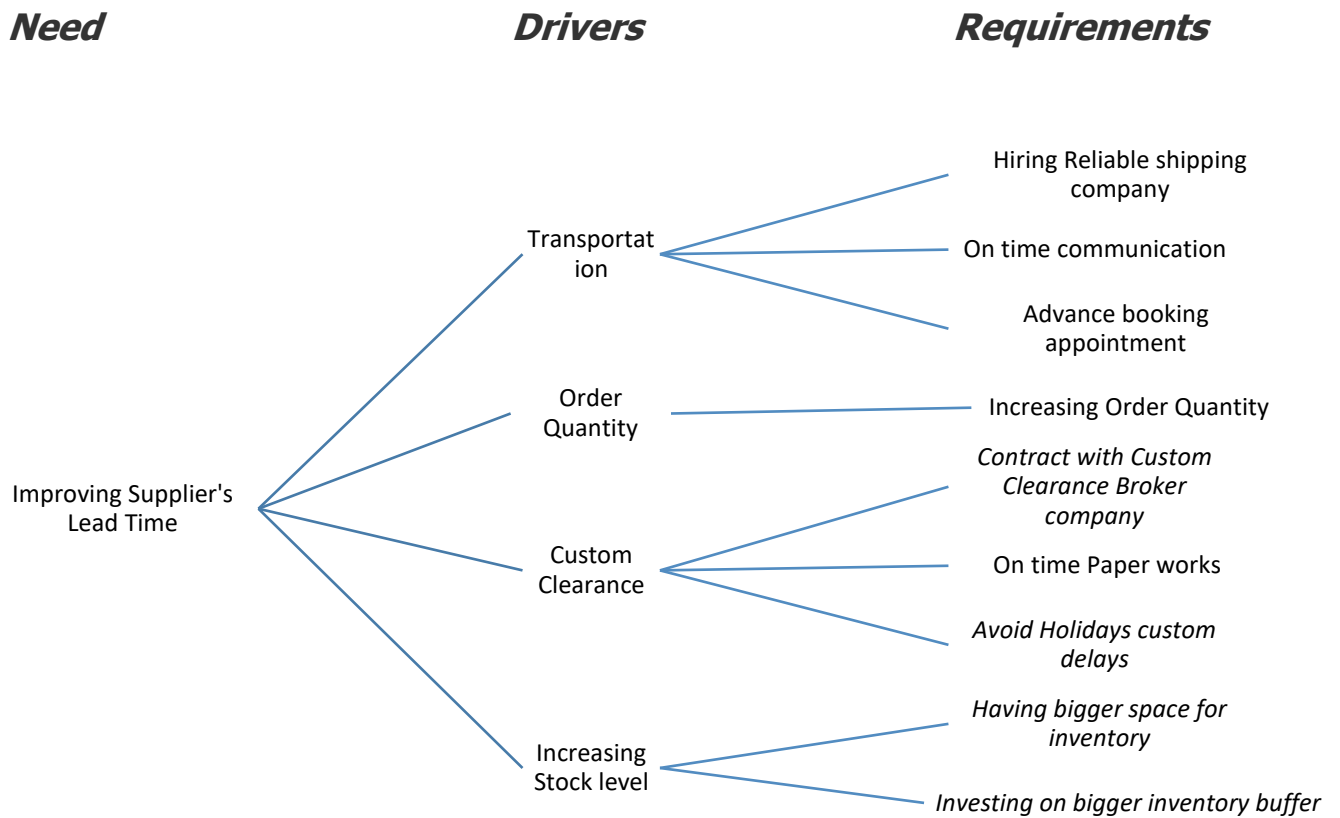 Need
Drivers
Requirements
Hiring Reliable shipping
company
Transportat
ion
On time communication
Advance booking
appointment
Order
Quantity
Increasing Order Quantity
Improving Supplier's
Lead Time
Contract with Custom
Clearance Broker
company
Custom
Clearance
On time Paper works
Avoid Holidays custom
delays
Increasing
Stock level
Having bigger space for
inventory
Investing on bigger inventory buffer